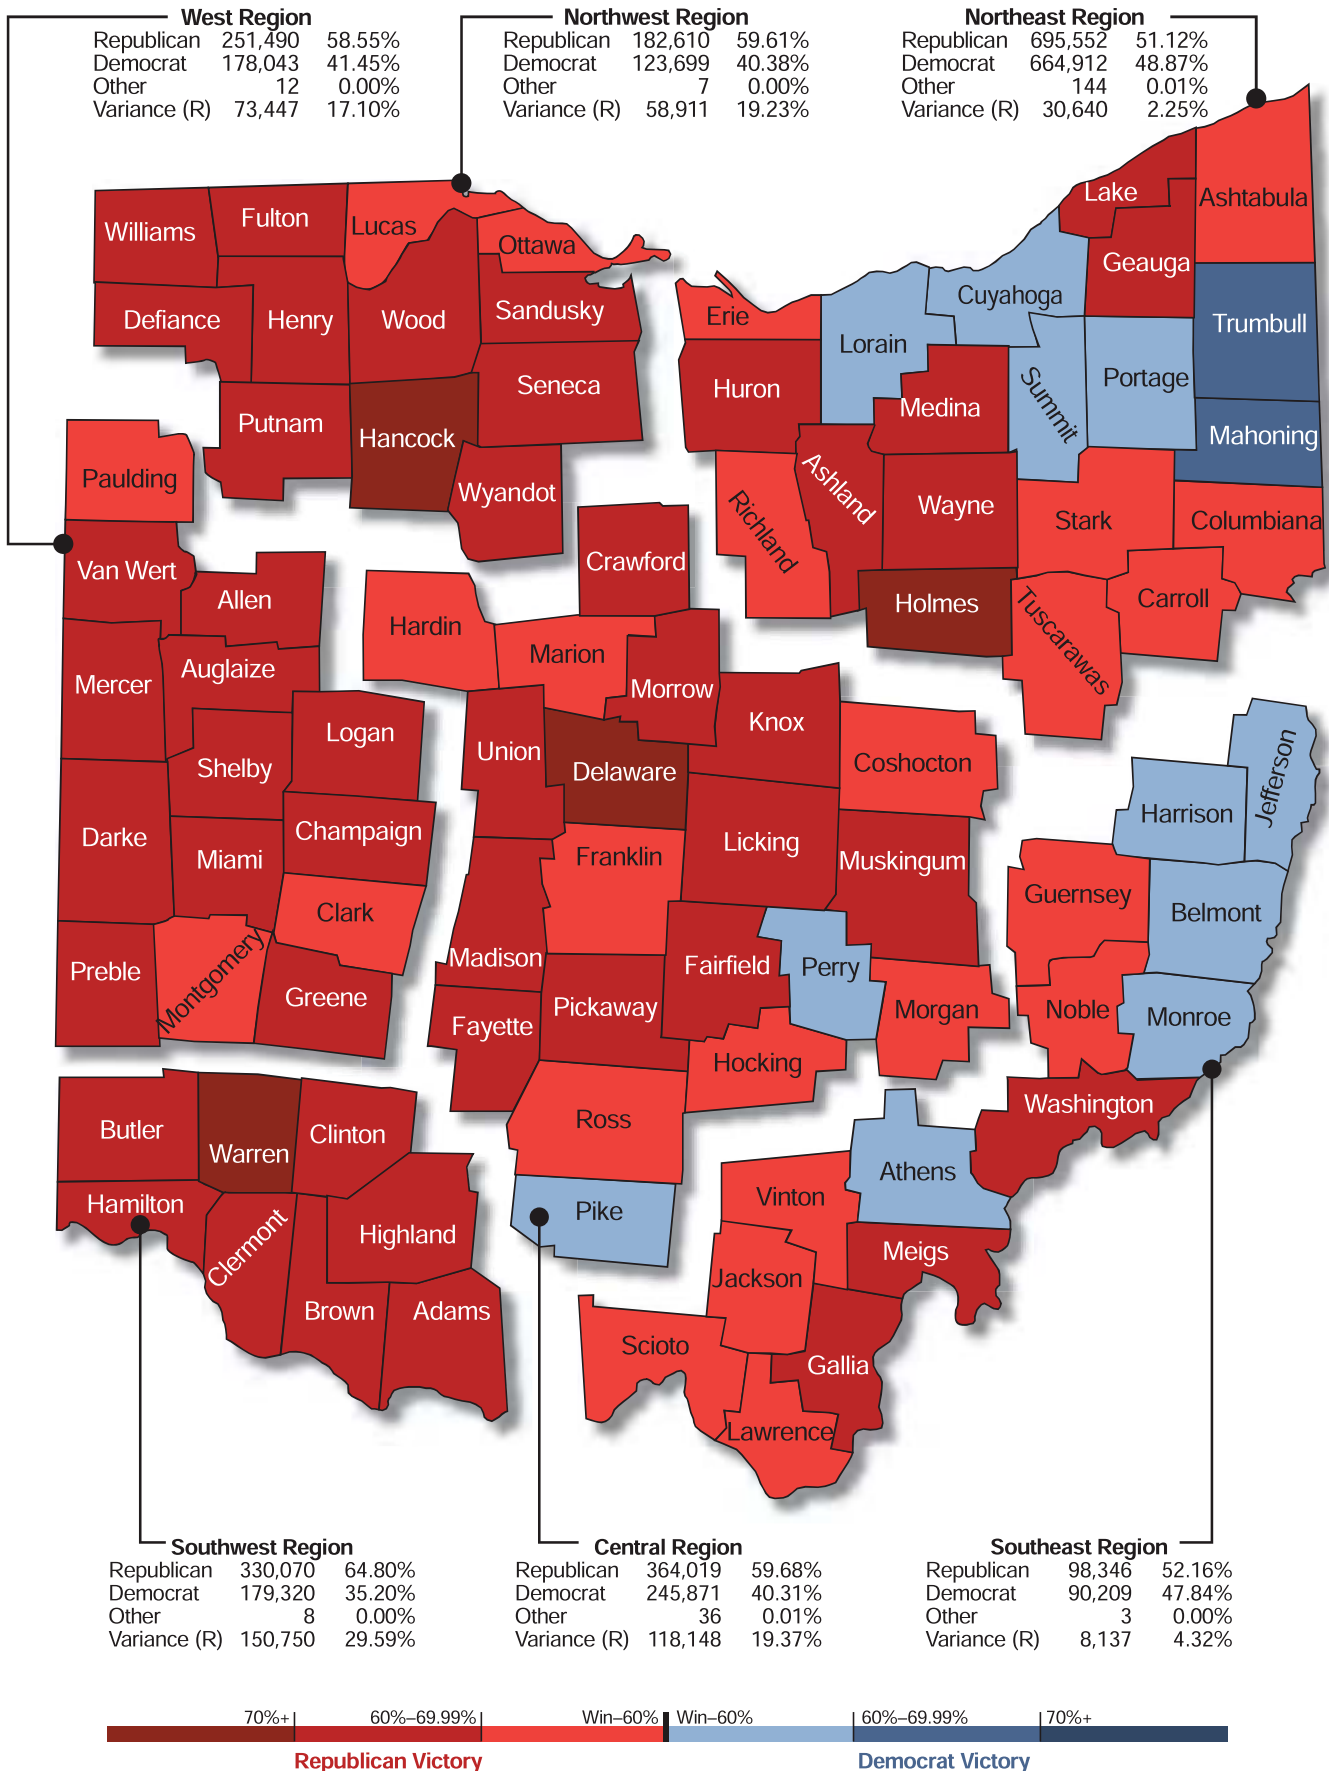 West Region
Republican 251,490 58.55%
Democrat 178,043 41.45%
Other 12 0.00%
Variance (R) 73,447 17.10%
Northwest Region
Republican 182,610 59.61%
Democrat 123,699 40.38%
Other 7 0.00%
Variance (R) 58,911 19.23%
Northeast Region
Republican 695,552 51.12%
Democrat 664,912 48.87%
Other 144 0.01%
Variance (R) 30,640 2.25%
Williams
Fulton
Lucas
Ottawa
Defiance
Henry
Wood
Sandusky
Putnam
Hancock
Seneca
Wyandot
Lake
Ashtabula
Geauga
Cuyahoga
Erie
Lorain
Trumbull
Huron
Medina
Summit
Portage
Mahoning
Richland
Ashland
Wayne
Stark
Columbiana
Holmes
Tuscarawas
Carroll
Paulding
Van Wert
Allen
Mercer
Auglaize
Shelby
Logan
Darke
Miami
Champaign
Clark
Preble
Montgomery
Greene
Crawford
Hardin
Marion
Morrow
Union
Delaware
Knox
Coshocton
Franklin
Licking
Muskingum
Madison
Fairfield
Perry
Pickaway
Fayette
Morgan
Hocking
Ross
Pike
Jefferson
Harrison
Guernsey
Belmont
Noble
Monroe
Washington
Athens
Vinton
Meigs
Jackson
Scioto
Gallia
Lawrence
Butler
Warren
Clinton
Hamilton
Clermont
Highland
Brown
Adams
Southwest Region
Republican 330,070 64.80%
Democrat 179,320 35.20%
Other 8 0.00%
Variance (R) 150,750 29.59%
Central Region
Republican 364,019 59.68%
Democrat 245,871 40.31%
Other 36 0.01%
Variance (R) 118,148 19.37%
Southeast Region
Republican 98,346 52.16%
Democrat 90,209 47.84%
Other 3 0.00%
Variance (R) 8,137 4.32%
70%+ 60%–69.99% Win–60% Win–60% 60%–69.99% 70%+
Republican Victory Democrat Victory